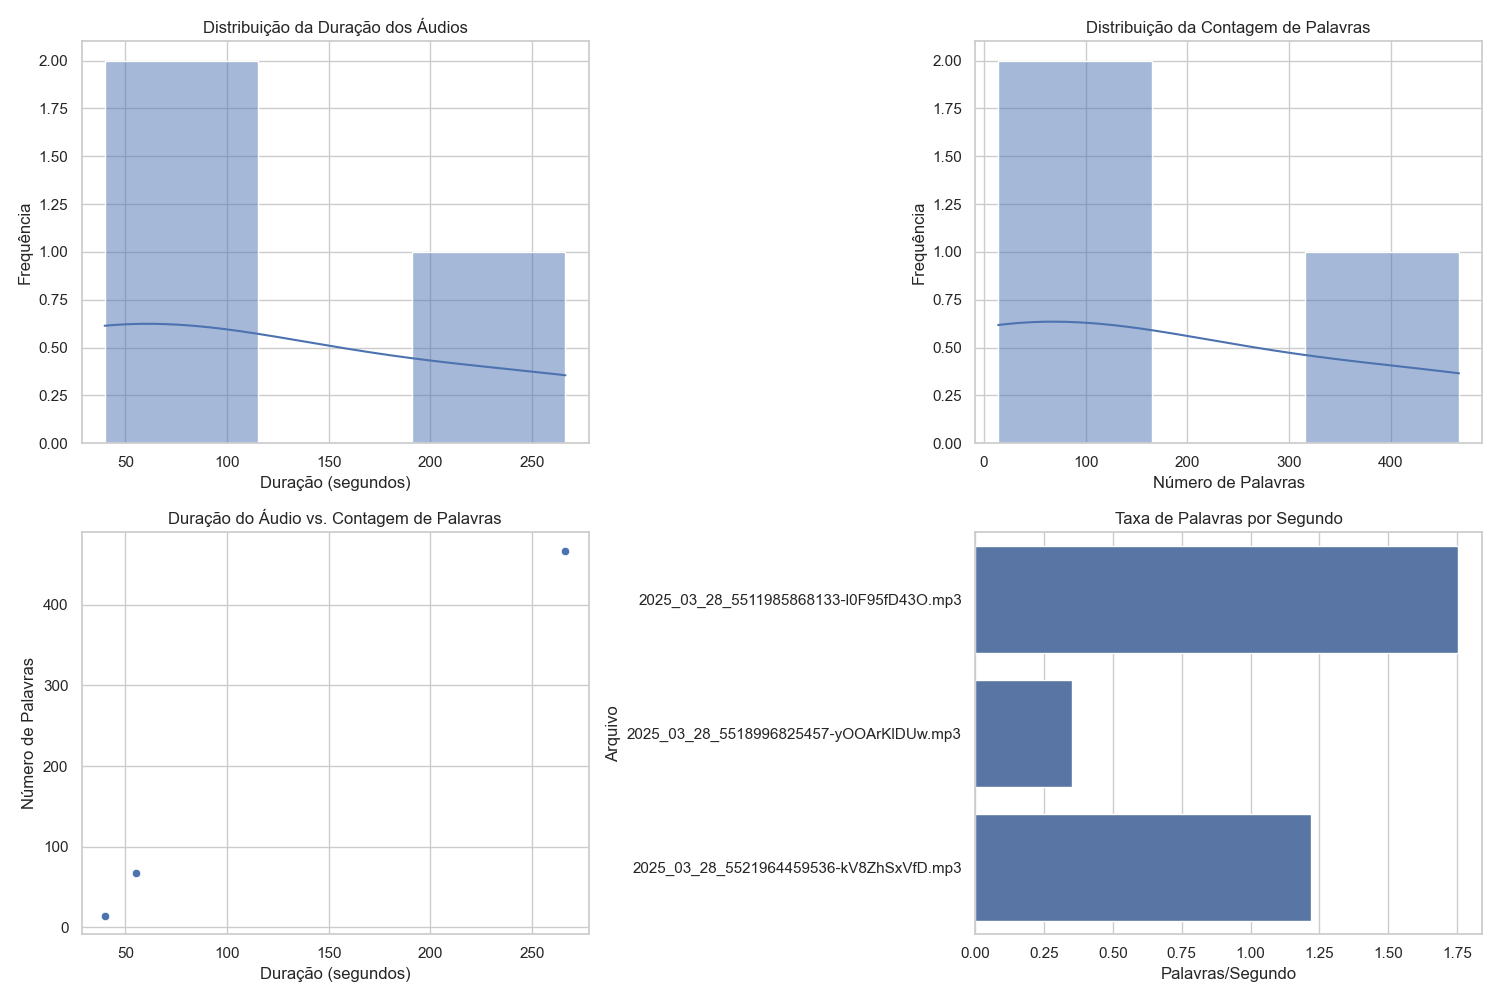 Distribuição da Duração dos Áudios
2.00
1.75
1.50
1.25
1.00
0.75
0.50
0.25
0.00
Frequência
50 100 150 200 250
Duração (segundos)
Distribuição da Contagem de Palavras
2.00
1.75
1.50
1.25
1.00
0.75
0.50
0.25
0.00
Frequência
0 100 200 300 400
Número de Palavras
Duração do Áudio vs. Contagem de Palavras
400
300
200
100
0
Número de Palavras
50 100 150 200 250
Duração (segundos)
Taxa de Palavras por Segundo
2025_03_28_5511985868133-l0F95fD43O.mp3
2025_03_28_5518996825457-yOOArKlDUw.mp3
2025_03_28_5521964459536-kV8ZhSxVfD.mp3
Arquivo
0.00 0.25 0.50 0.75 1.00 1.25 1.50 1.75
Palavras/Segundo